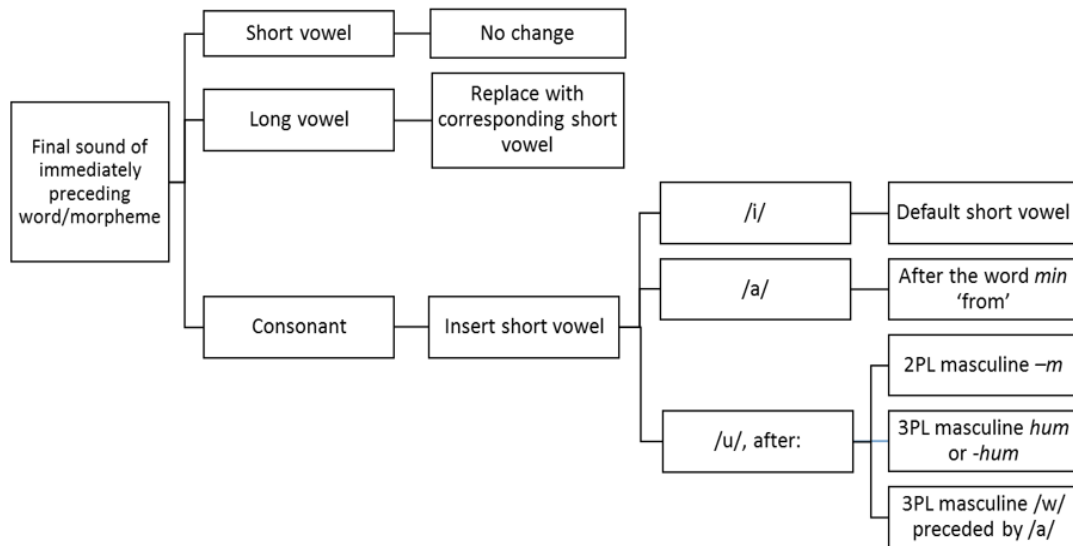 Final sound of
immediately
preceding
word/morpheme
Short vowel
No change
Long vowel
Replace with
corresponding short
vowel
Consonant
Insert short vowel
/i/
Default short vowel
/a/
After the word min
‘from’
/u/, after:
2PL masculine –m
3PL masculine hum
or -hum
3PL masculine /w/
preceded by /a/